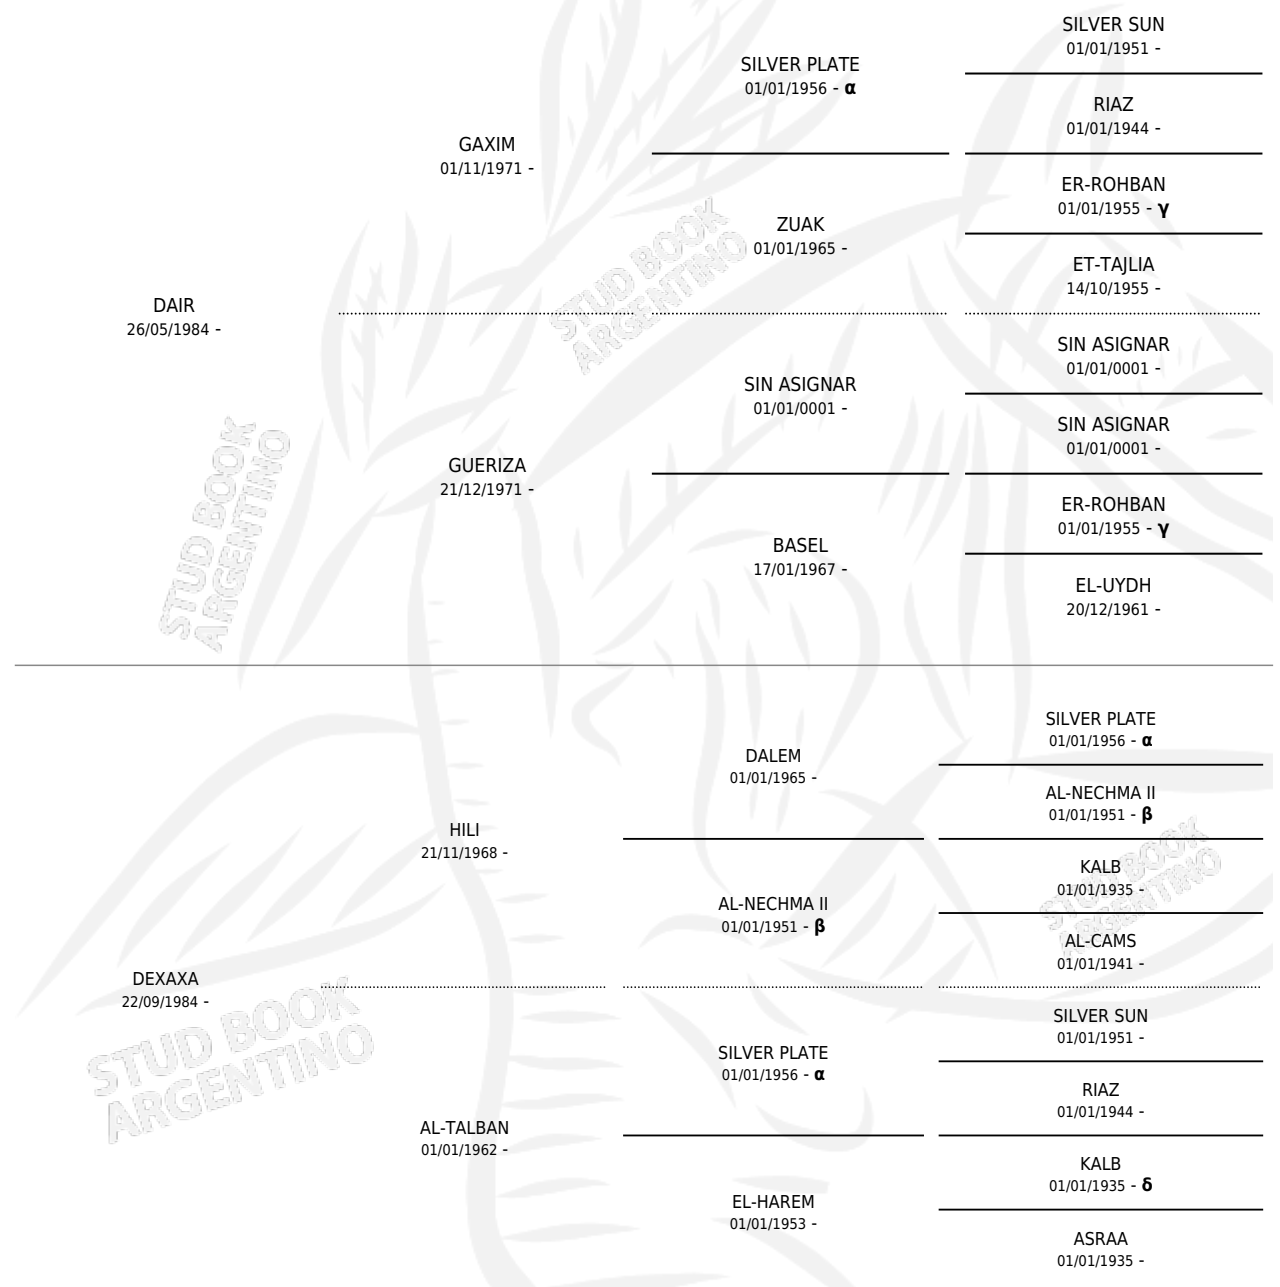 SILVER SUN
01/01/1951 -
SILVER PLATE
01/01/1956 - α
RIAZ
01/01/1944 -
GAXIM
01/11/1971 -
ER-ROHBAN
01/01/1955 - γ
ZUAK
01/01/1965 -
ET-TAJLIA
14/10/1955 -
DAIR
26/05/1984 -
SIN ASIGNAR
01/01/0001 -
SIN ASIGNAR
01/01/0001 -
SIN ASIGNAR
01/01/0001 -
GUERIZA
21/12/1971 -
ER-ROHBAN
01/01/1955 - γ
BASEL
17/01/1967 -
EL-UYDH
20/12/1961 -
SILVER PLATE
01/01/1956 - α
DALEM
01/01/1965 -
AL-NECHMA II
01/01/1951 - β
HILI
21/11/1968 -
KALB
01/01/1935 -
AL-NECHMA II
01/01/1951 - β
AL-CAMS
01/01/1941 -
DEXAXA
22/09/1984 -
SILVER SUN
01/01/1951 -
SILVER PLATE
01/01/1956 - α
RIAZ
01/01/1944 -
AL-TALBAN
01/01/1962 -
KALB
01/01/1935 - δ
EL-HAREM
01/01/1953 -
ASRAA
01/01/1935 -
STUD BOOK
ARGENTINO
STUD BOOK
ARGENTINO
STUD BOOK
ARGENTINO
STUD BOOK
ARGENTINO